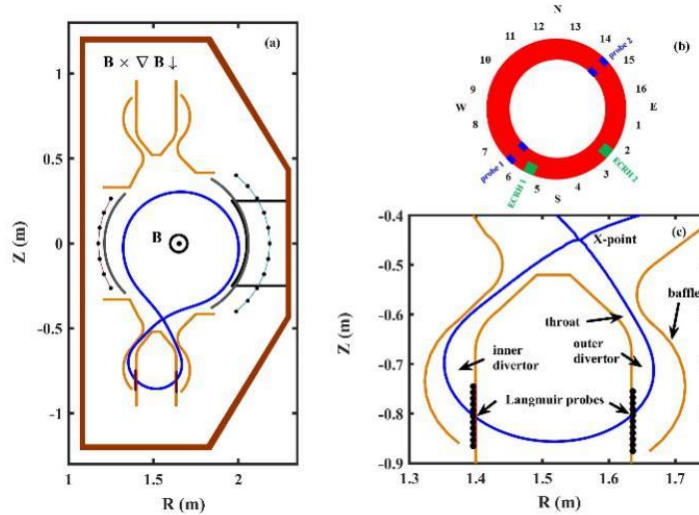 (a)
B × ∇ B ↓
B
1
0.5
0
-0.5
-1
Z (m)
1
1.5
2
R (m)
(b)
N
12
13
11
14
probe 2
10
15
9
16
W
E
8
1
7
2
probe 1
6
3
ECRH 2
ECRH 1
5
4
S
(c)
-0.4
-0.5
-0.6
-0.7
-0.8
-0.9
Z (m)
X-point
baffle
throat
inner
divertor
outer
divertor
Langmuir probes
1.3
1.4
1.5
1.6
1.7
R (m)